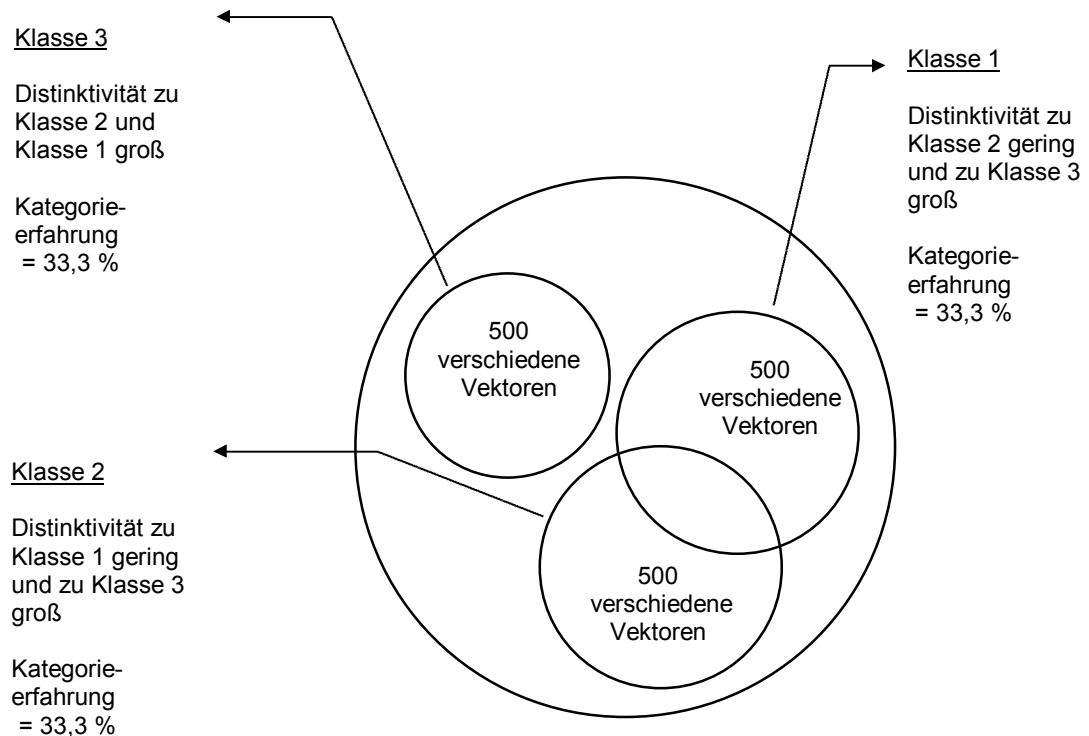 Klasse 3
Distinktivität zu
Klasse 2 und
Klasse 1 groß
Kategorie-
erfahrung
= 33,3 %
Klasse 1
Distinktivität zu
Klasse 2 gering
und zu Klasse 3
groß
Kategorie-
erfahrung
= 33,3 %
500
verschiedene
Vektoren
500
verschiedene
Vektoren
Klasse 2
Distinktivität zu
Klasse 1 gering
und zu Klasse 3
groß
Kategorie-
erfahrung
= 33,3 %
500
verschiedene
Vektoren